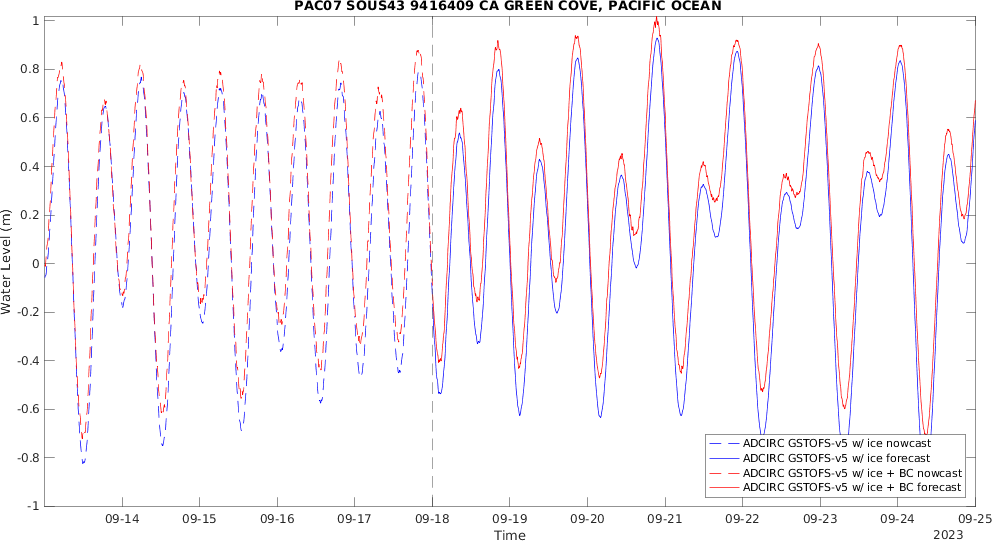 PAC07 SOUS43 9416409 CA GREEN COVE, PACIFIC OCEAN
Water Level (m)
1
0.8
0.6
0.4
0.2
0
-0.2
-0.4
-0.6
-0.8
-1
ADCIRC GSTOFS-v5 w/ ice nowcast
ADCIRC GSTOFS-v5 w/ ice forecast
ADCIRC GSTOFS-v5 w/ ice + BC nowcast
ADCIRC GSTOFS-v5 w/ ice + BC forecast
09-14 09-15 09-16 09-17 09-18 09-19 09-20 09-21 09-22 09-23 09-24 09-25
Time
2023